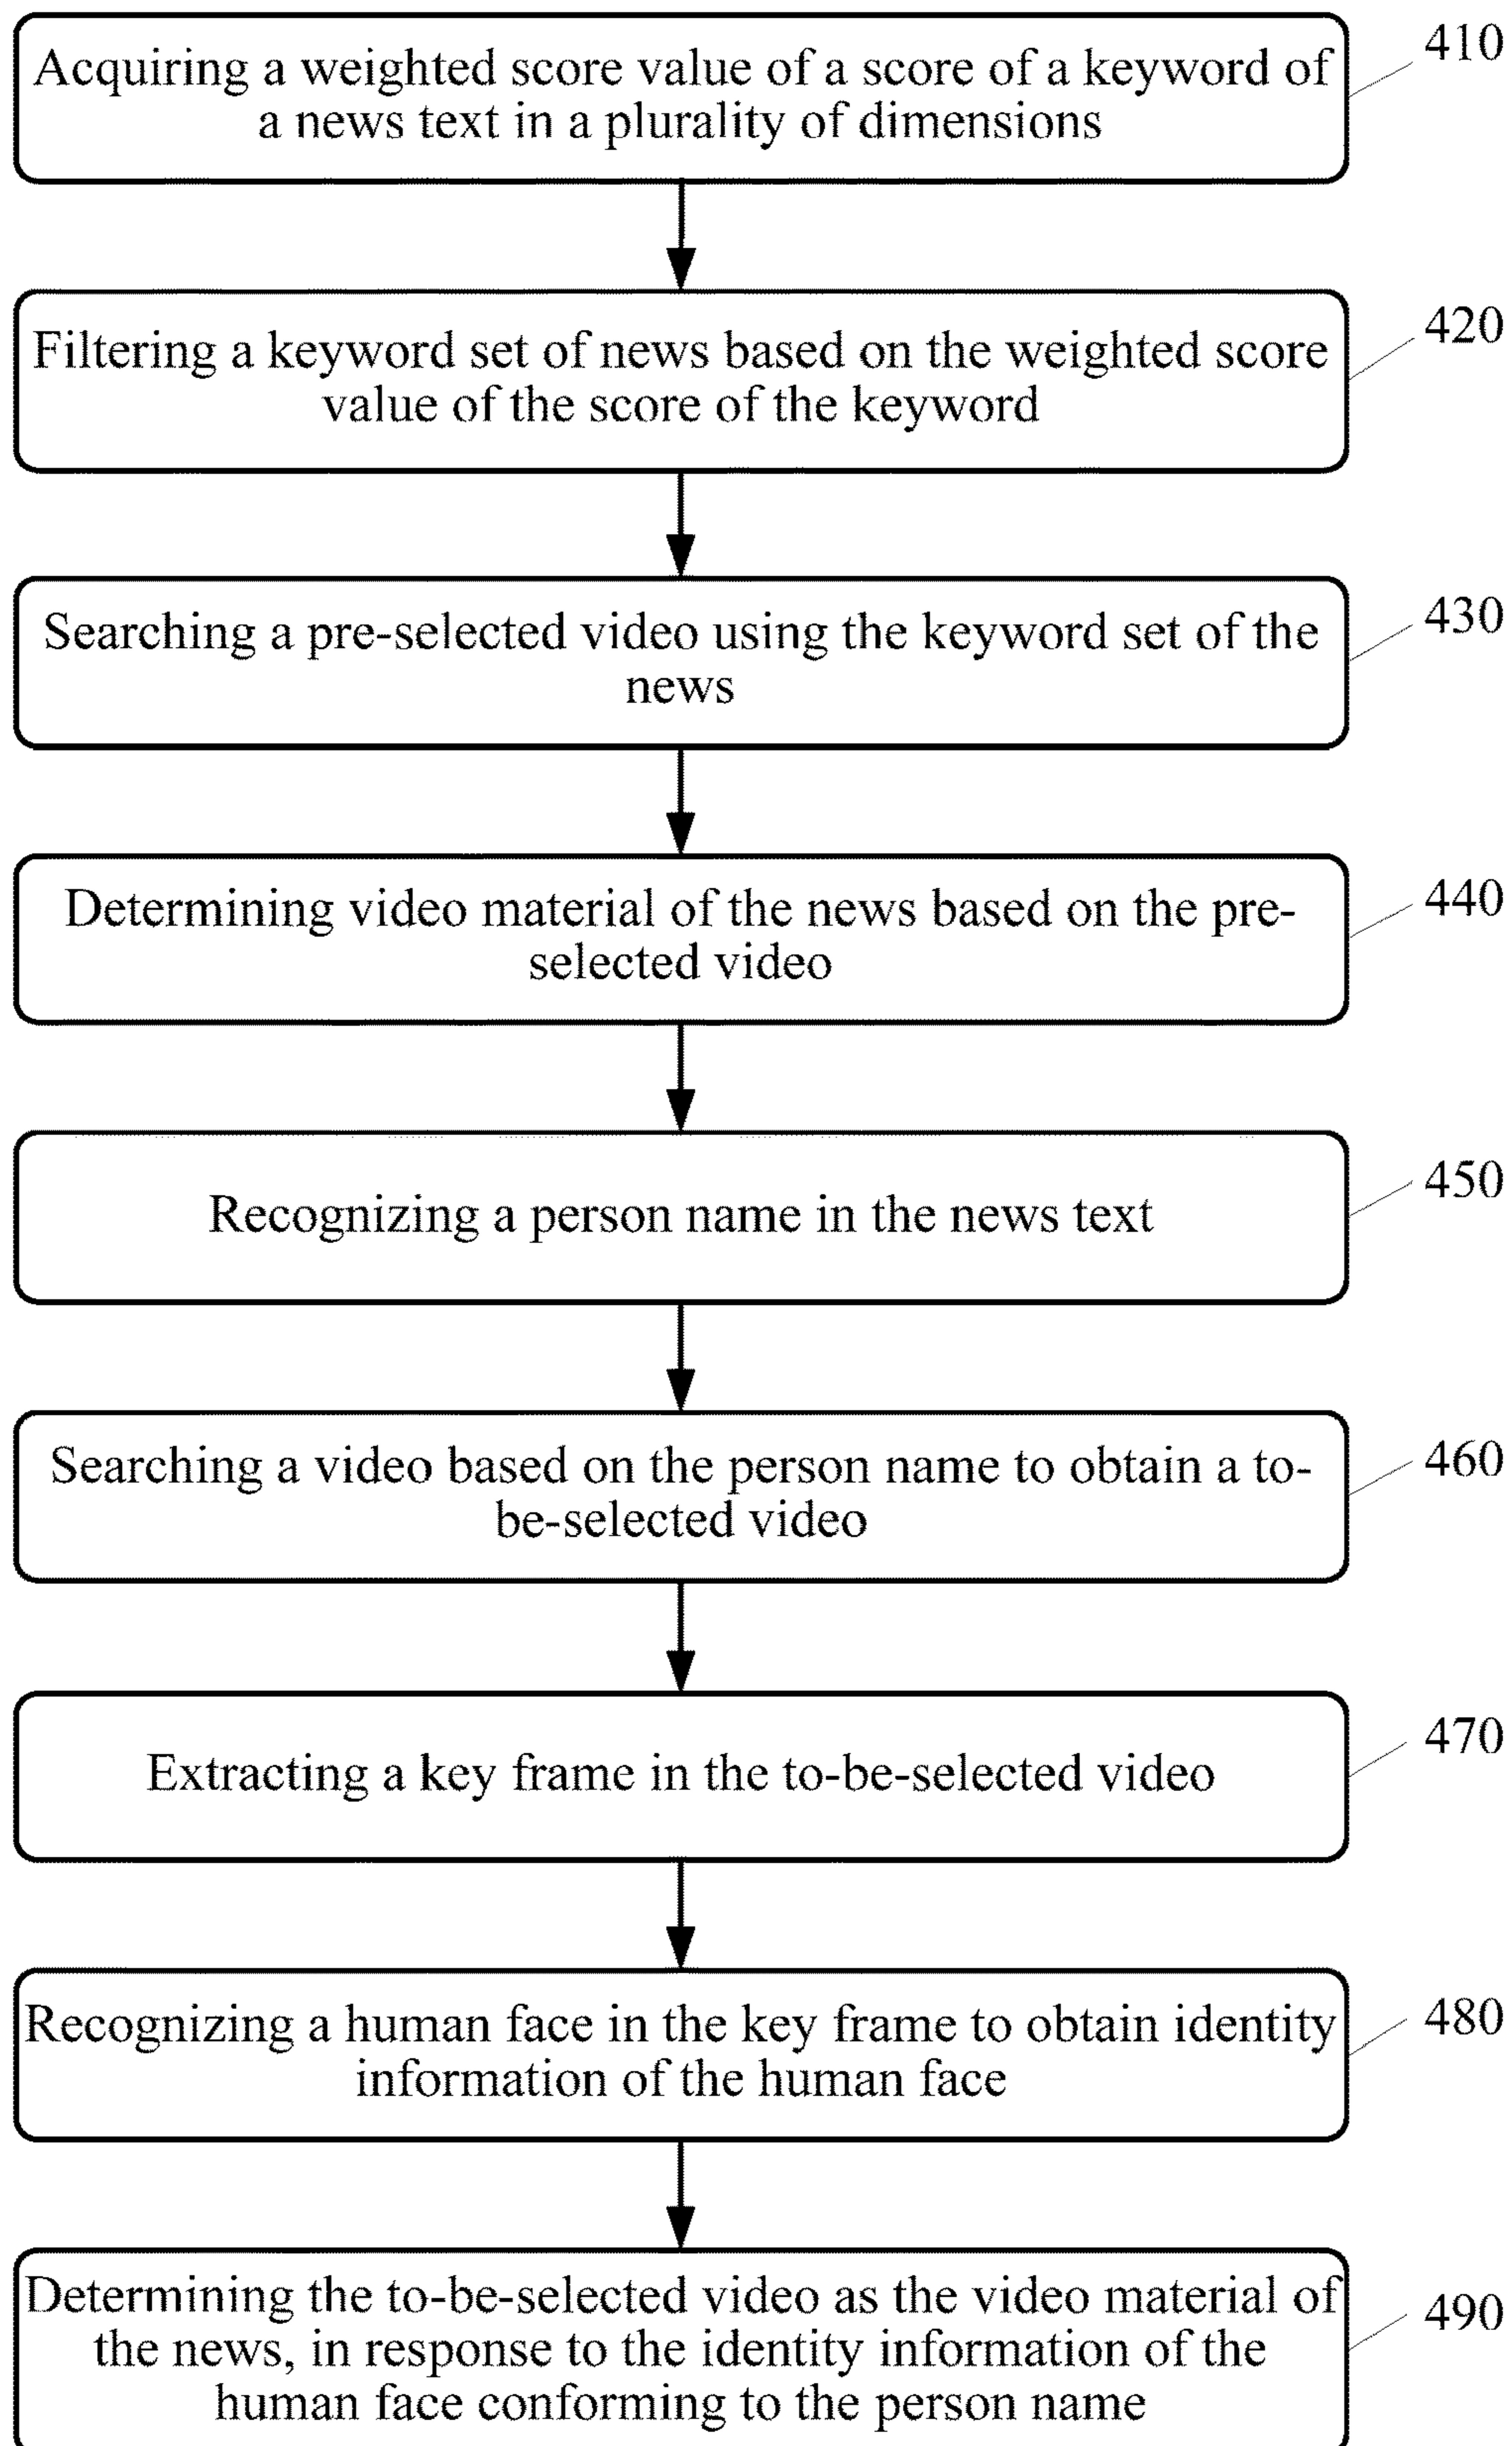 Acquiring a weighted score value of a score of a keyword of
a news text in a plurality of dimensions
410
Filtering a keyword set of news based on the weighted score
value of the score of the keyword
420
Searching a pre-selected video using the keyword set of the
news
430
Determining video material of the news based on the pre-
selected video
440
Recognizing a person name in the news text
450
Searching a video based on the person name to obtain a to-
be-selected video
460
Extracting a key frame in the to-be-selected video
470
Recognizing a human face in the key frame to obtain identity
information of the human face
480
Determining the to-be-selected video as the video material of
the news, in response to the identity information of the
human face conforming to the person name
490